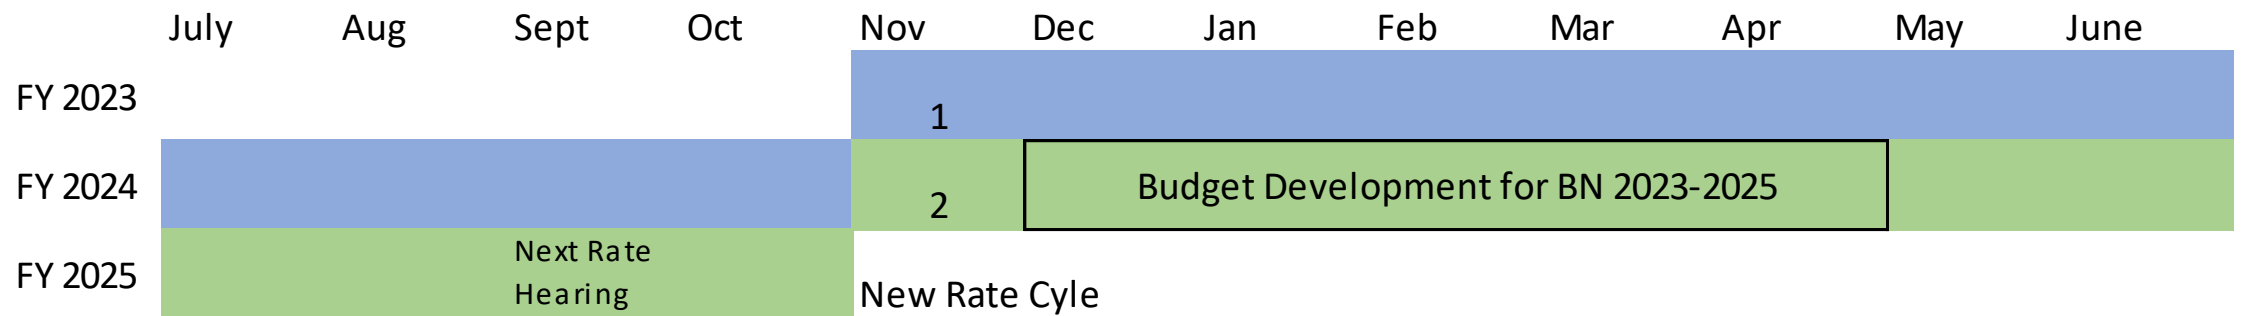 July Aug Sept Oct Nov Dec Jan Feb Mar Apr May June
FY 2023
1
FY 2024
2
Budget Development for BN 2023-2025
FY 2025
Next Rate
Hearing
New Rate Cyle